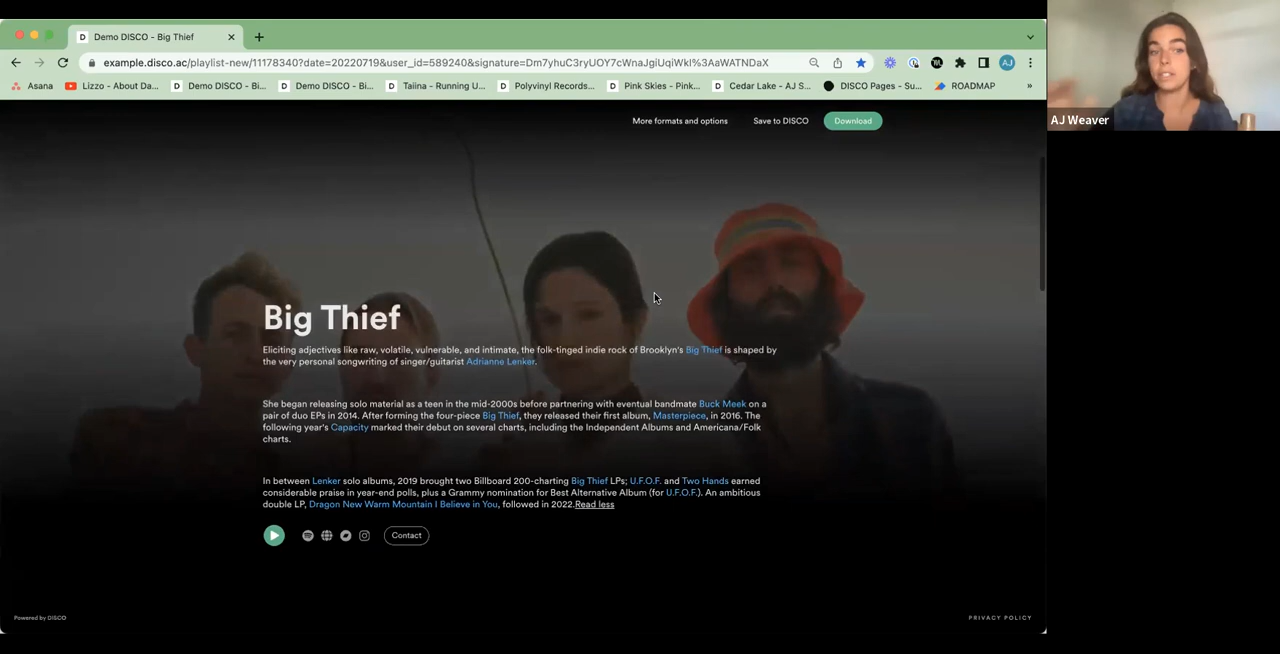 Demo DISCO - Big Thief
example.disco.ac/playlist-new/11178340?date=20220719&user_id=589240&signature=Dm7yhuC3ryUOY7cWnaJgiUqiWkI%3AaWATNDaX
AJ
Asana
Lizzo - About Da...
Demo DISCO - Bi...
Demo DISCO - Bi...
Taiina - Running U...
Polyvinyl Records...
Pink Skies - Pink...
Cedar Lake - AJ S...
DISCO Pages - Su...
ROADMAP
»
AJ Weaver
More formats and options
Save to DISCO
Download
Big Thief
Eliciting adjectives like raw, volatile, vulnerable, and intimate, the folk-tinged indie rock of Brooklyn's Big Thief is shaped by
the very personal songwriting of singer/guitarist Adrianne Lenker.
She began releasing solo material as a teen in the mid-2000s before partnering with eventual bandmate Buck Meek on a
pair of duo EPs in 2014. After forming the four-piece Big Thief, they released their first album, Masterpiece, in 2016. The
following year's Capacity marked their debut on several charts, including the Independent Albums and Americana/Folk
charts.
In between Lenker solo albums, 2019 brought two Billboard 200-charting Big Thief LPs; U.F.O.F. and Two Hands earned
considerable praise in year-end polls, plus a Grammy nomination for Best Alternative Album (for U.F.O.F.). An ambitious
double LP, Dragon New Warm Mountain I Believe in You, followed in 2022.Read less
Contact
Powered by DISCO
PRIVACY POLICY